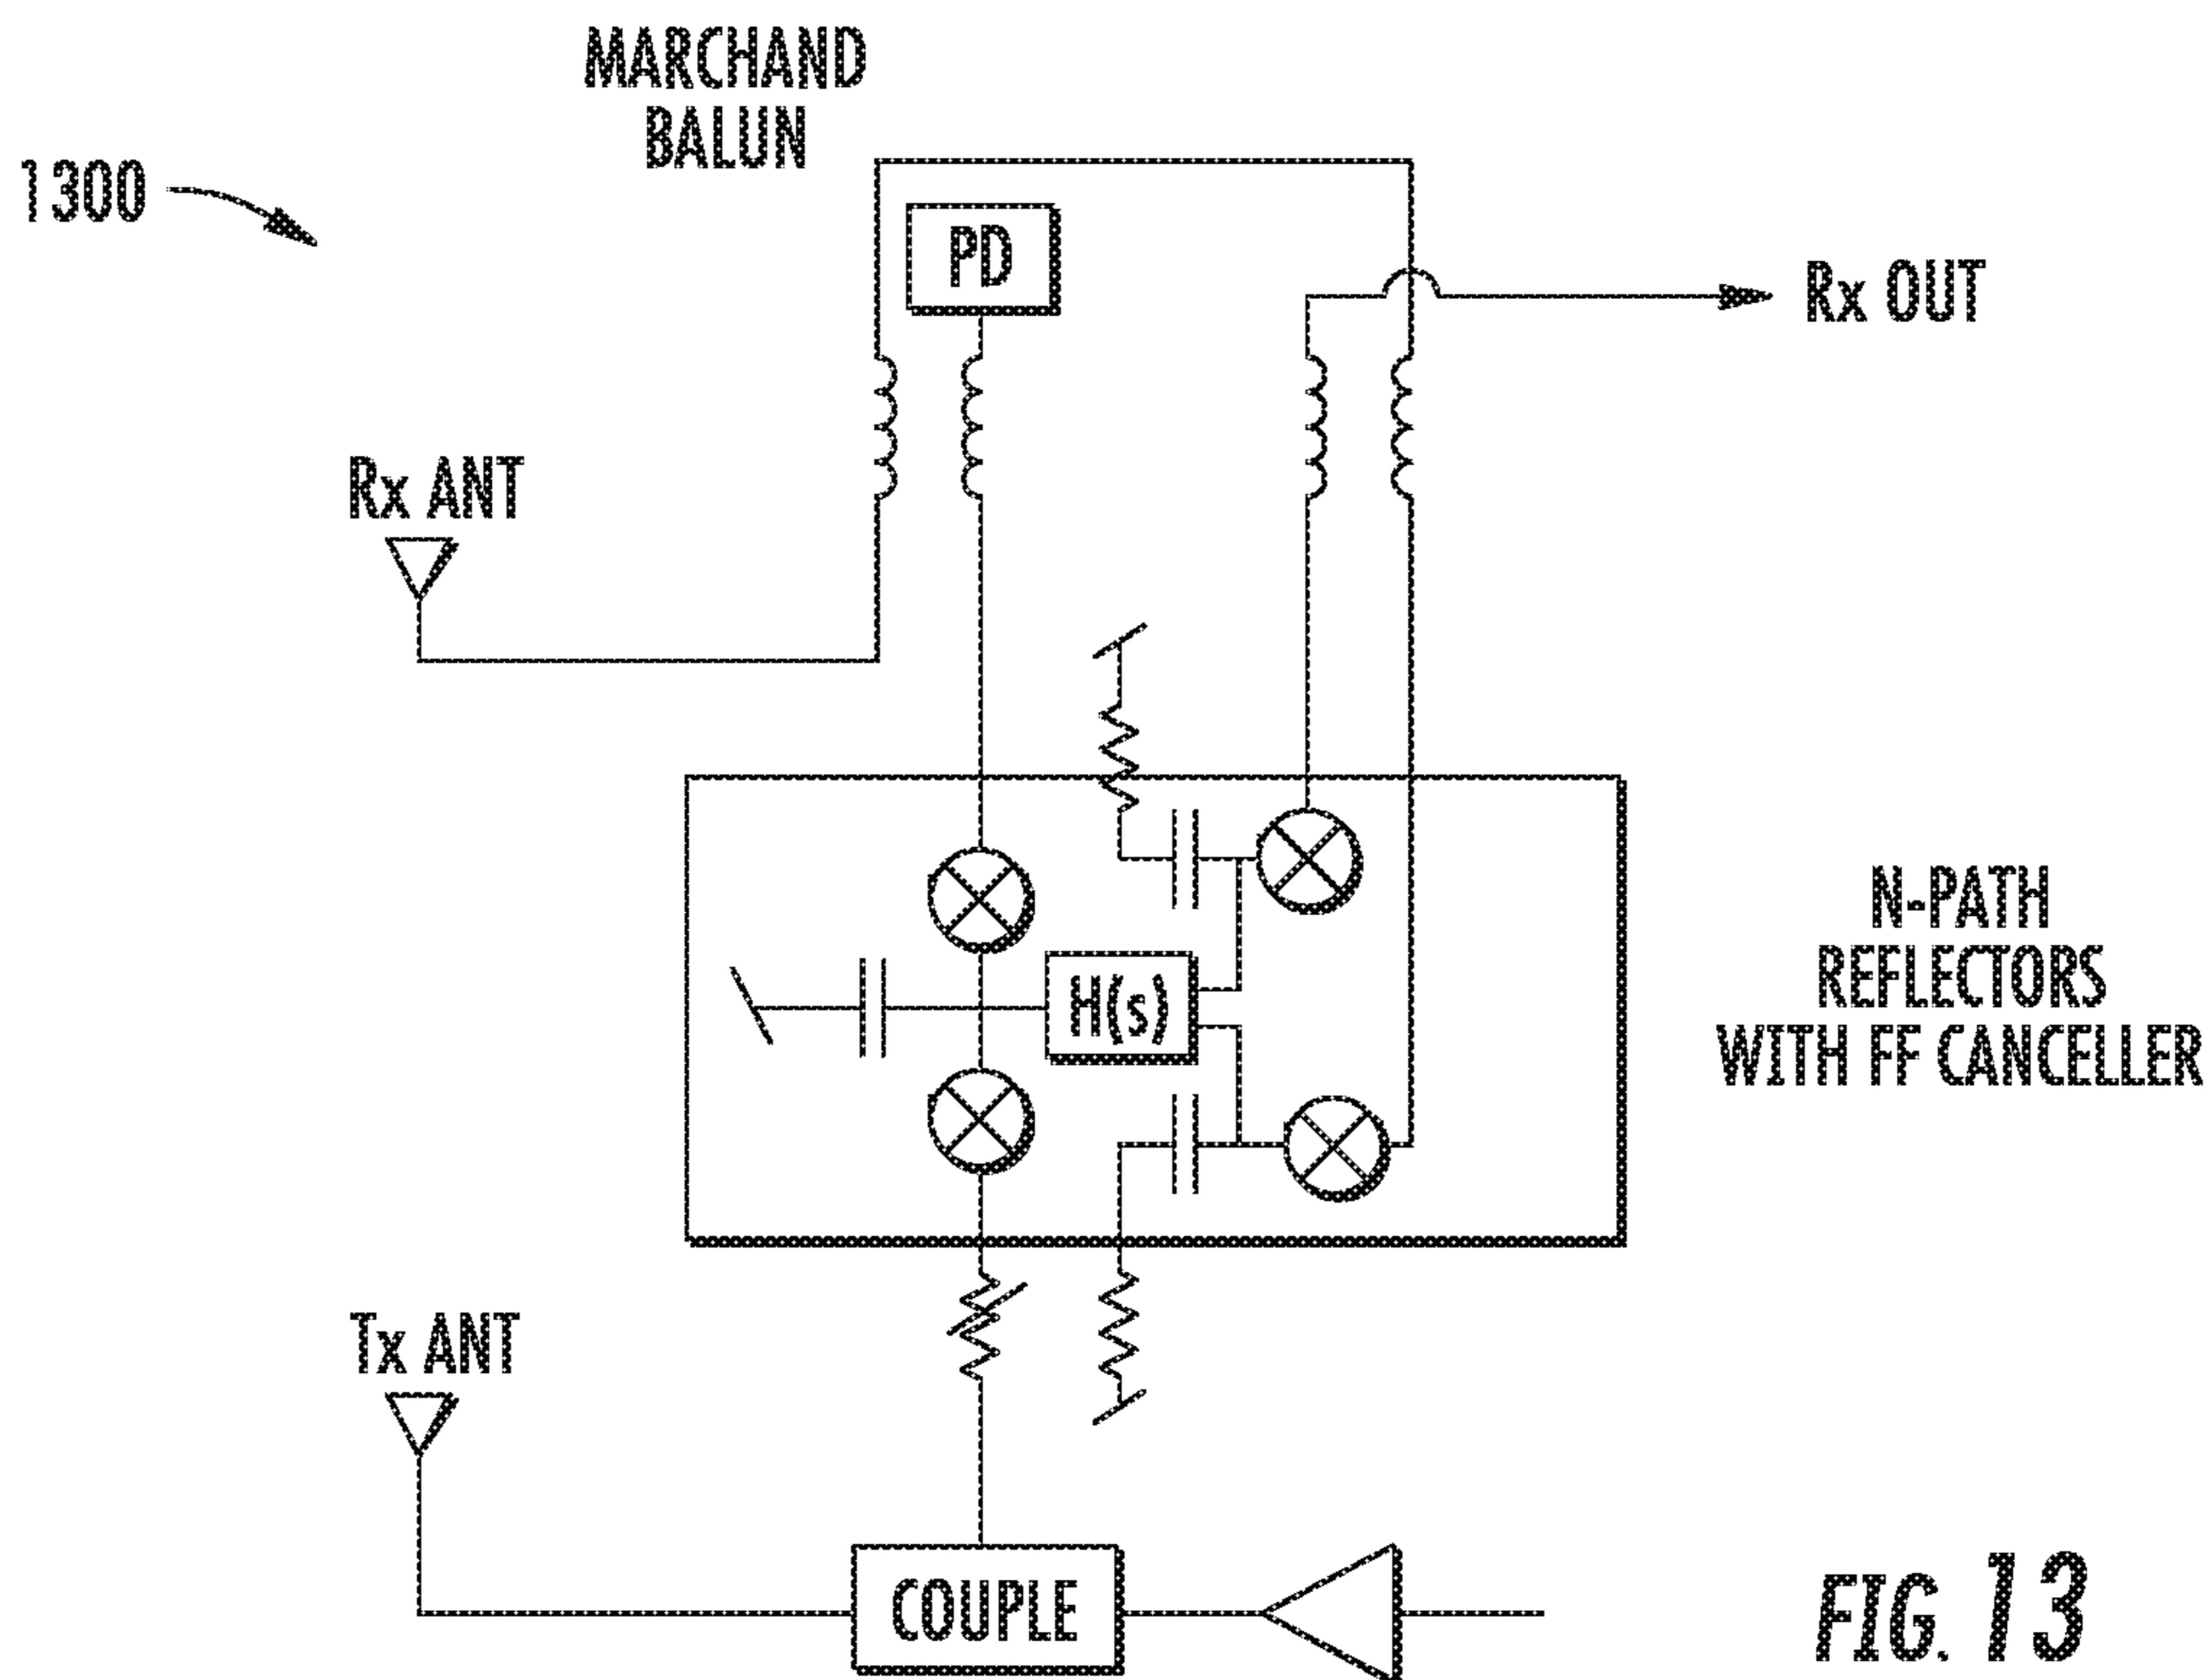 MARCHAND
BALUN
1300
PD
Rx OUT
Rx ANT
N-PATH
REFLECTORS
WITH FF CANCELLER
H(s)
Tx ANT
COUPLE
FIG. 13